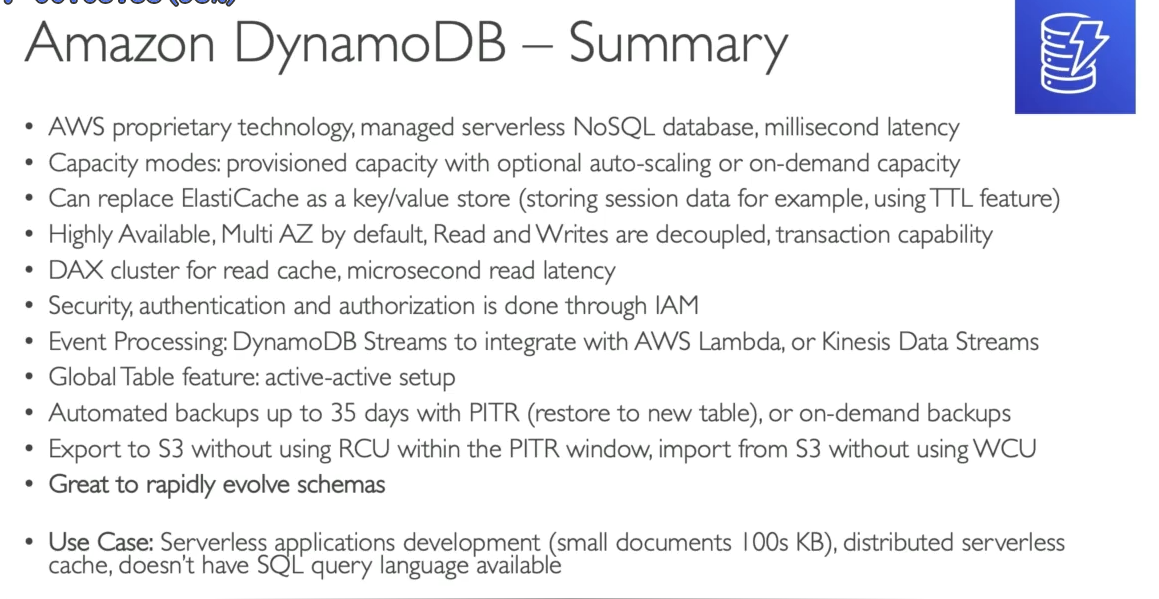 Amazon DynamoDB – Summary
• AWS proprietary technology, managed serverless NoSQL database, millisecond latency
• Capacity modes: provisioned capacity with optional auto-scaling or on-demand capacity
• Can replace ElastiCache as a key/value store (storing session data for example, using TTL feature)
• Highly Available, Multi AZ by default, Read and Writes are decoupled, transaction capability
• DAX cluster for read cache, microsecond read latency
• Security, authentication and authorization is done through IAM
• Event Processing: DynamoDB Streams to integrate with AWS Lambda, or Kinesis Data Streams
• Global Table feature: active-active setup
• Automated backups up to 35 days with PITR (restore to new table), or on-demand backups
• Export to S3 without using RCU within the PITR window, import from S3 without using WCU
• Great to rapidly evolve schemas
• Use Case: Serverless applications development (small documents 100s KB), distributed serverless
cache, doesn't have SQL query language available